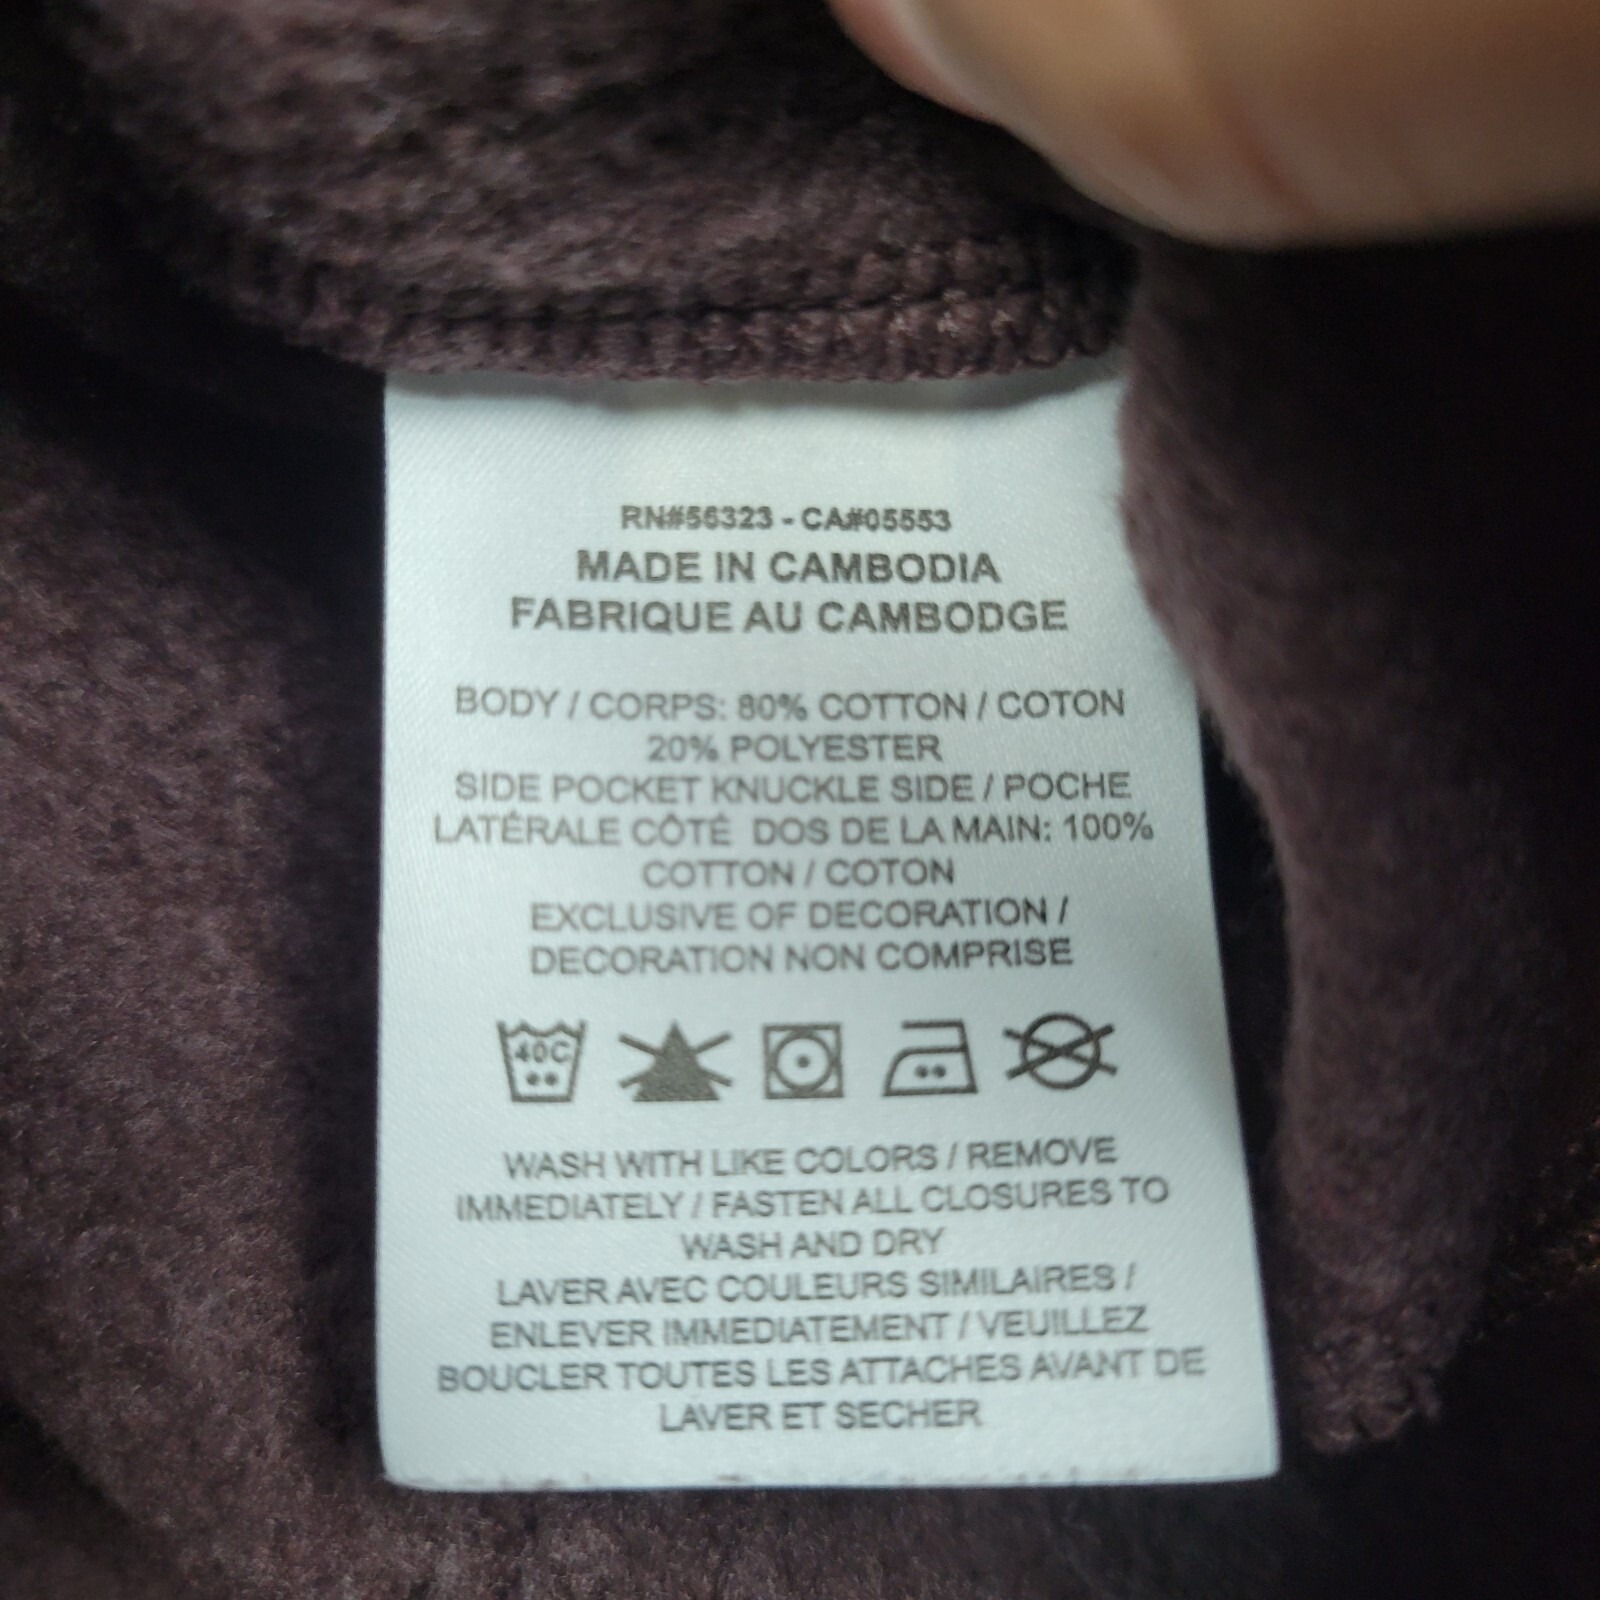 RN#56323 - CA#05553
MADE IN CAMBODIA
FABRIQUE AU CAMBODGE
BODY / CORPS: 80% COTTON / COTON
20% POLYESTER
SIDE POCKET KNUCKLE SIDE / POCHE
LATÉRALE CÔTÉ DOS DE LA MAIN: 100%
COTTON / COTON
EXCLUSIVE OF DECORATION /
DECORATION NON COMPRISE
40C
WASH WITH LIKE COLORS / REMOVE
IMMEDIATELY / FASTEN ALL CLOSURES TO
WASH AND DRY
LAVER AVEC COULEURS SIMILAIRES /
ENLEVER IMMEDIATEMENT / VEUILLEZ
BOUCLER TOUTES LES ATTACHES AVANT DE
LAVER ET SECHER